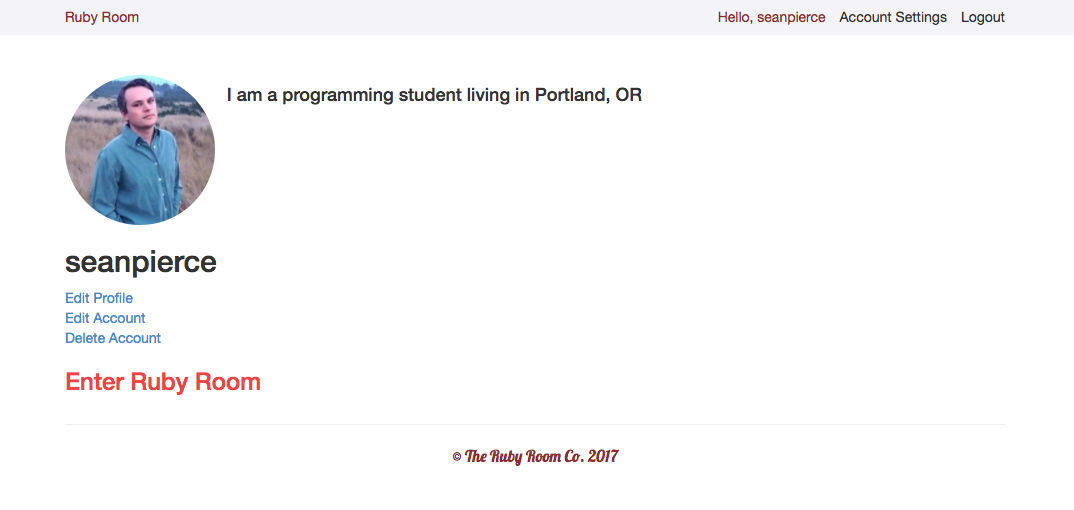 Ruby Room Hello, seanpierce Account Settings Logout
I am a programming student living in Portland, OR
seanpierce
Edit Profile
Edit Account
Delete Account
Enter Ruby Room
© The Ruby Room Co. 2017